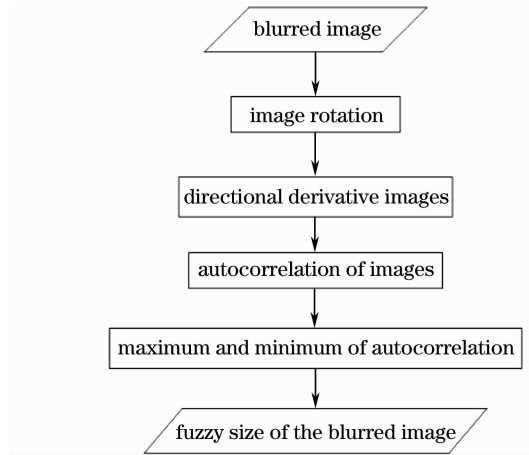 blurred image
image rotation
directional derivative images
autocorrelation of images
maximum and minimum of autocorrelation
fuzzy size of the blurred image